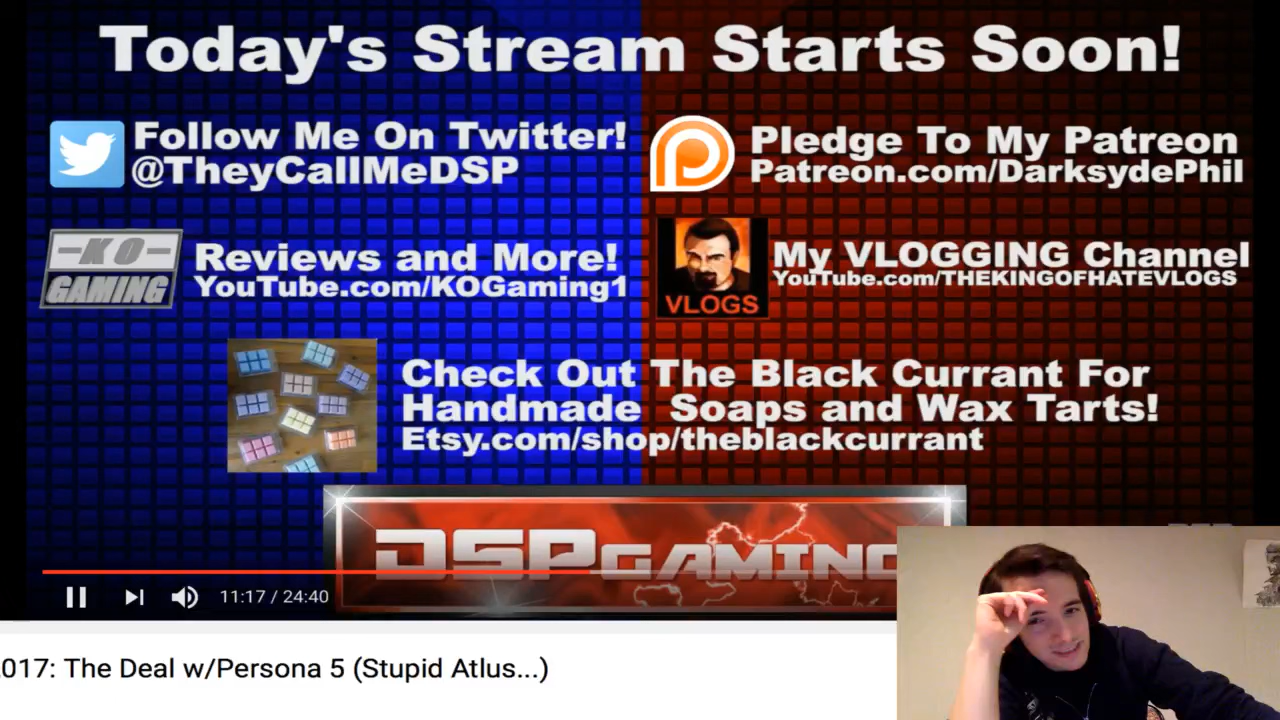 Today's Stream Starts Soon!
Follow Me On Twitter!
@TheyCallMeDSP
Pledge To My Patreon
Patreon.com/DarksydePhil
-KO-
GAMING
Reviews and More!
YouTube.com/KOGaming1
VLOGS
My VLOGGING Channel
YouTube.com/THEKINGOFHATEVLOGS
Check Out The Black Currant For
Handmade Soaps and Wax Tarts!
Etsy.com/shop/theblackcurrant
DSPGAMING
11:17 / 24:40
017: The Deal w/Persona 5 (Stupid Atlus...)